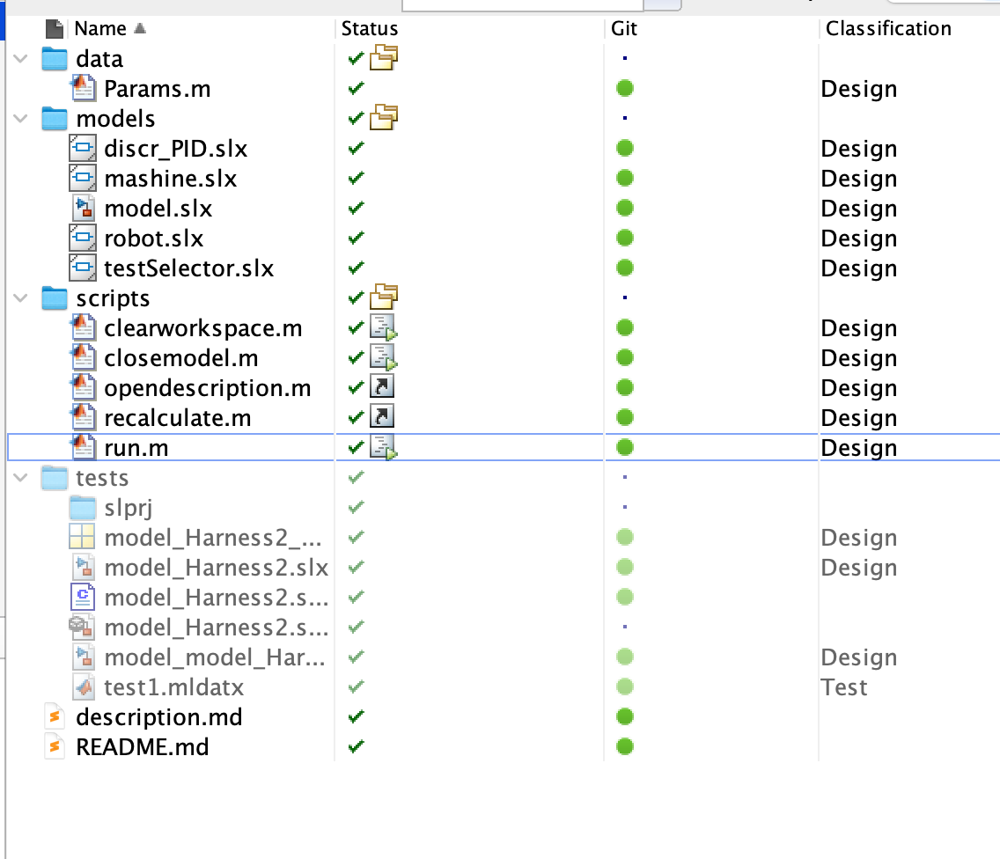 Name Status Git Classification
data
Params.m Design
models
discr_PID.slx Design
mashine.slx Design
model.slx Design
robot.slx Design
testSelector.slx Design
scripts
clearworkspace.m Design
closemodel.m Design
opendescription.m Design
recalculate.m Design
run.m Design
tests
slprj
model_Harness2_... Design
model_Harness2.slx Design
model_Harness2.s...
model_Harness2.s...
model_model_Har... Design
test1.mldatx Test
description.md
README.md